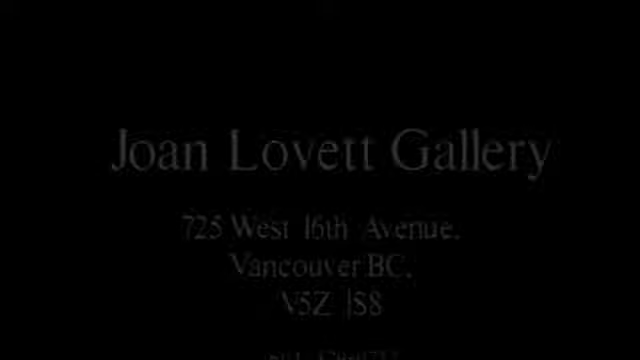 Joan Lovett Gallery
725 West 16th Avenue.
Vancouver BC.
V5Z 1S8